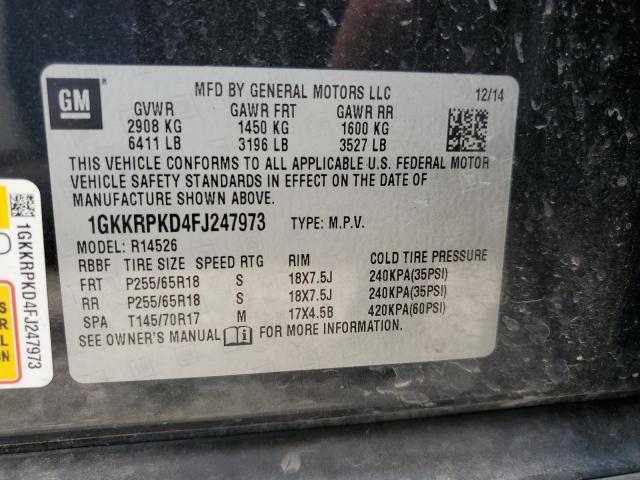 GM
MFD BY GENERAL MOTORS LLC 12/14
GVWR GAWR FRT GAWR RR
2908 KG 1450 KG 1600 KG
6411 LB 3196 LB 3527 LB
THIS VEHICLE CONFORMS TO ALL APPLICABLE U.S. FEDERAL MOTOR
VEHICLE SAFETY STANDARDS IN EFFECT ON THE DATE OF
MANUFACTURE SHOWN ABOVE.
1GKKRPKD4FJ247973 TYPE: M.P.V.
MODEL: R14526
RBBF TIRE SIZE SPEED RTG RIM COLD TIRE PRESSURE
FRT P255/65R18 S 18X7.5J 240KPA(35PSI)
RR P255/65R18 S 18X7.5J 240KPA(35PSI)
SPA T145/70R17 M 17X4.5B 420KPA(60PSI)
SEE OWNER'S MANUAL FOR MORE INFORMATION.
1GKKRPKD4FJ247973